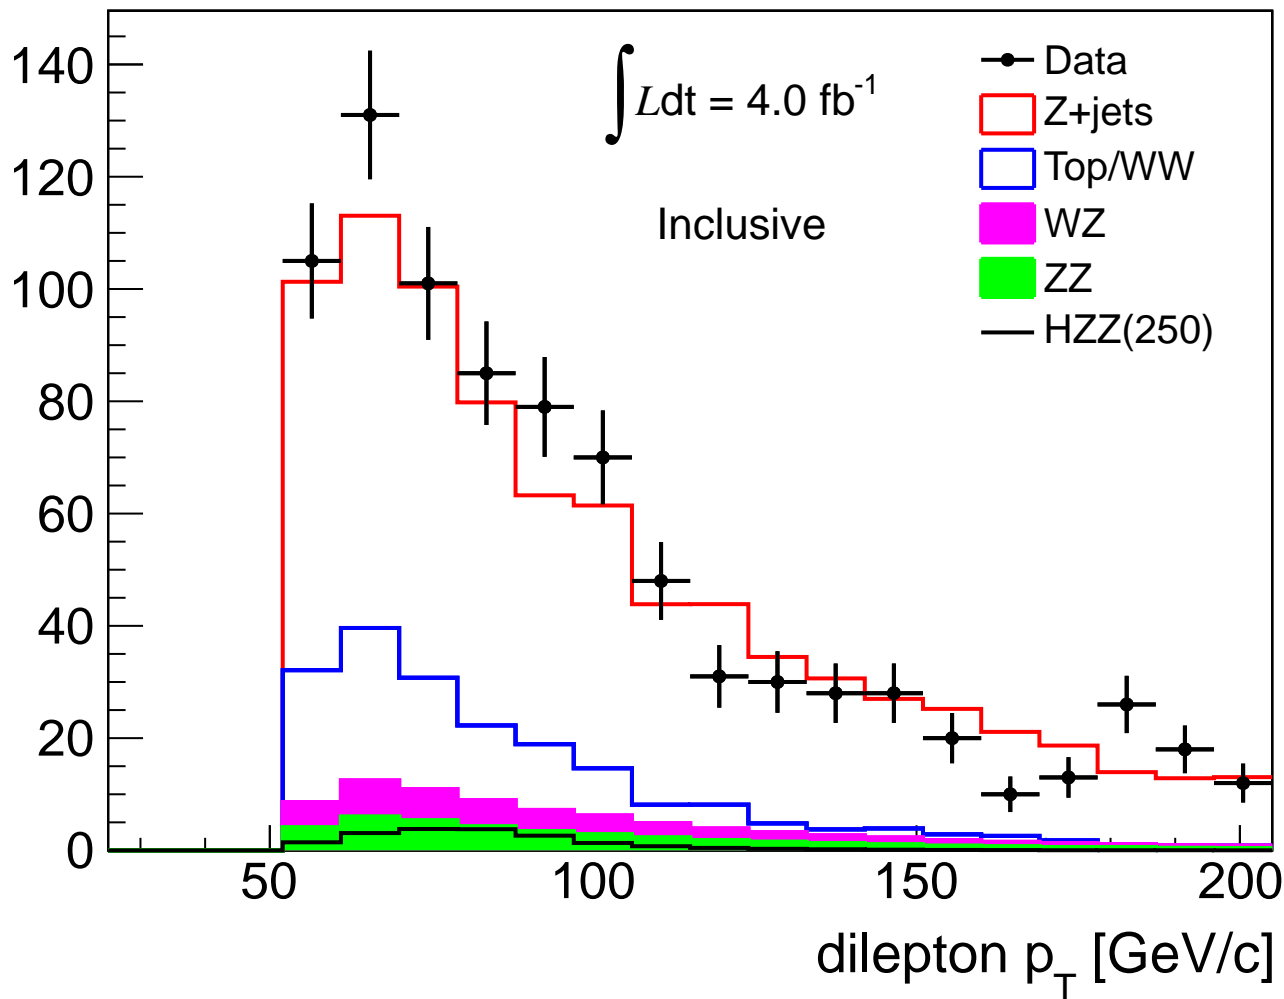 140
120
100
80
60
40
20
0
50
100
150
200
∫Ldt = 4.0 fb⁻¹
Inclusive
Data
Z+jets
Top/WW
WZ
ZZ
HZZ(250)
dilepton p_T [GeV/c]